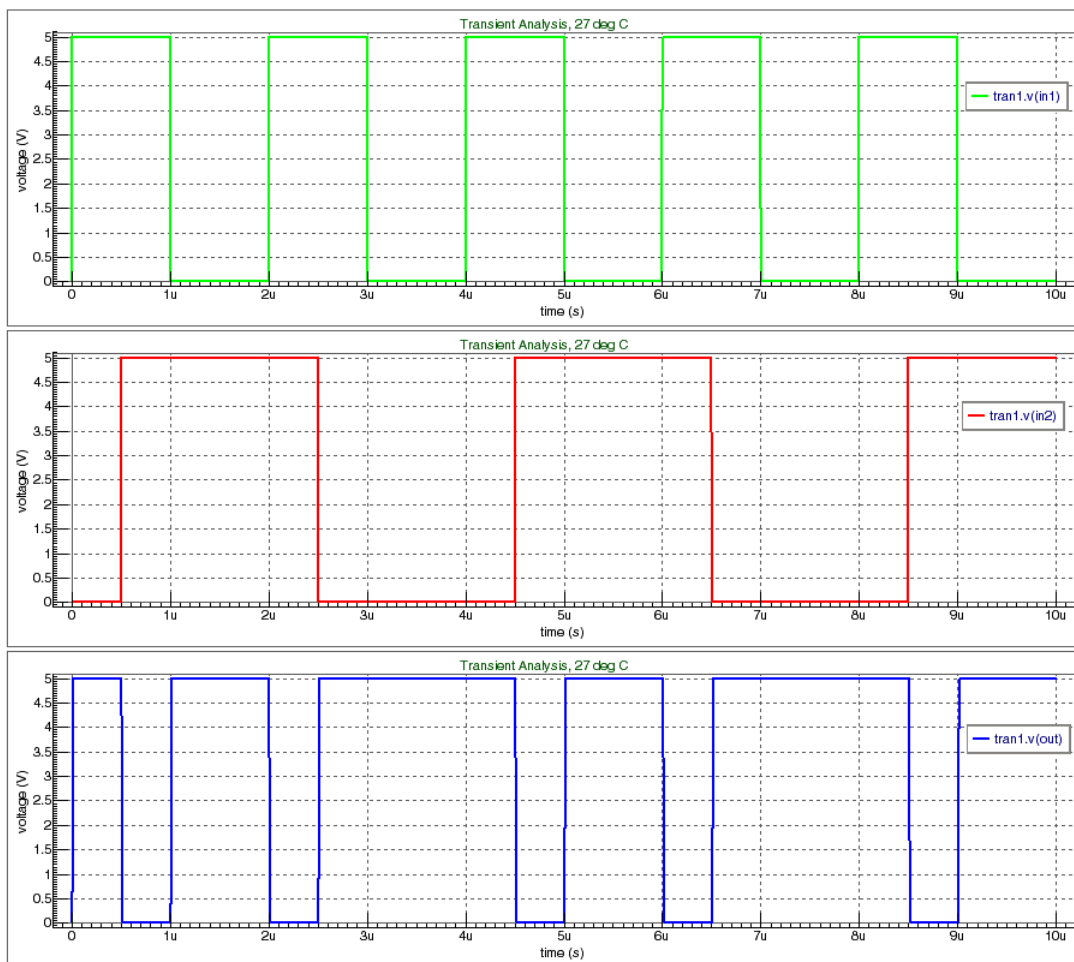 Transient Analysis, 27 deg C
5
4.5
4
3.5
3
2.5
2
1.5
1
0.5
0
voltage (V)
tran1.v(in1)
0 1u 2u 3u 4u 5u 6u 7u 8u 9u 10u
time (s)
Transient Analysis, 27 deg C
5
4.5
4
3.5
3
2.5
2
1.5
1
0.5
0
voltage (V)
tran1.v(in2)
0 1u 2u 3u 4u 5u 6u 7u 8u 9u 10u
time (s)
Transient Analysis, 27 deg C
5
4.5
4
3.5
3
2.5
2
1.5
1
0.5
0
voltage (V)
tran1.v(out)
0 1u 2u 3u 4u 5u 6u 7u 8u 9u 10u
time (s)